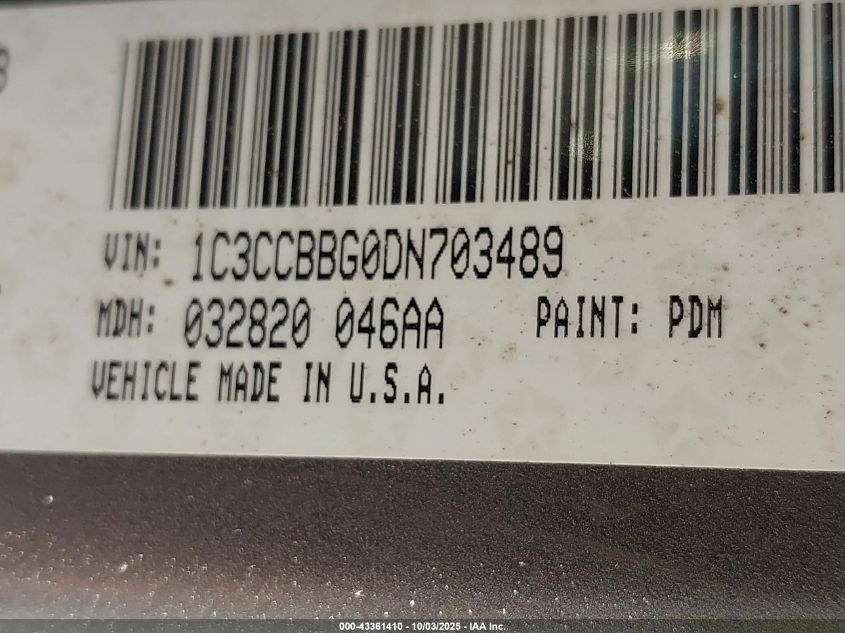 VIN: 1C3CCBBG0DN703489
MDH: 032820 046AA PAINT: PDM
VEHICLE MADE IN U.S.A.
000-43361410 - 10/03/2025 - IAA Inc.